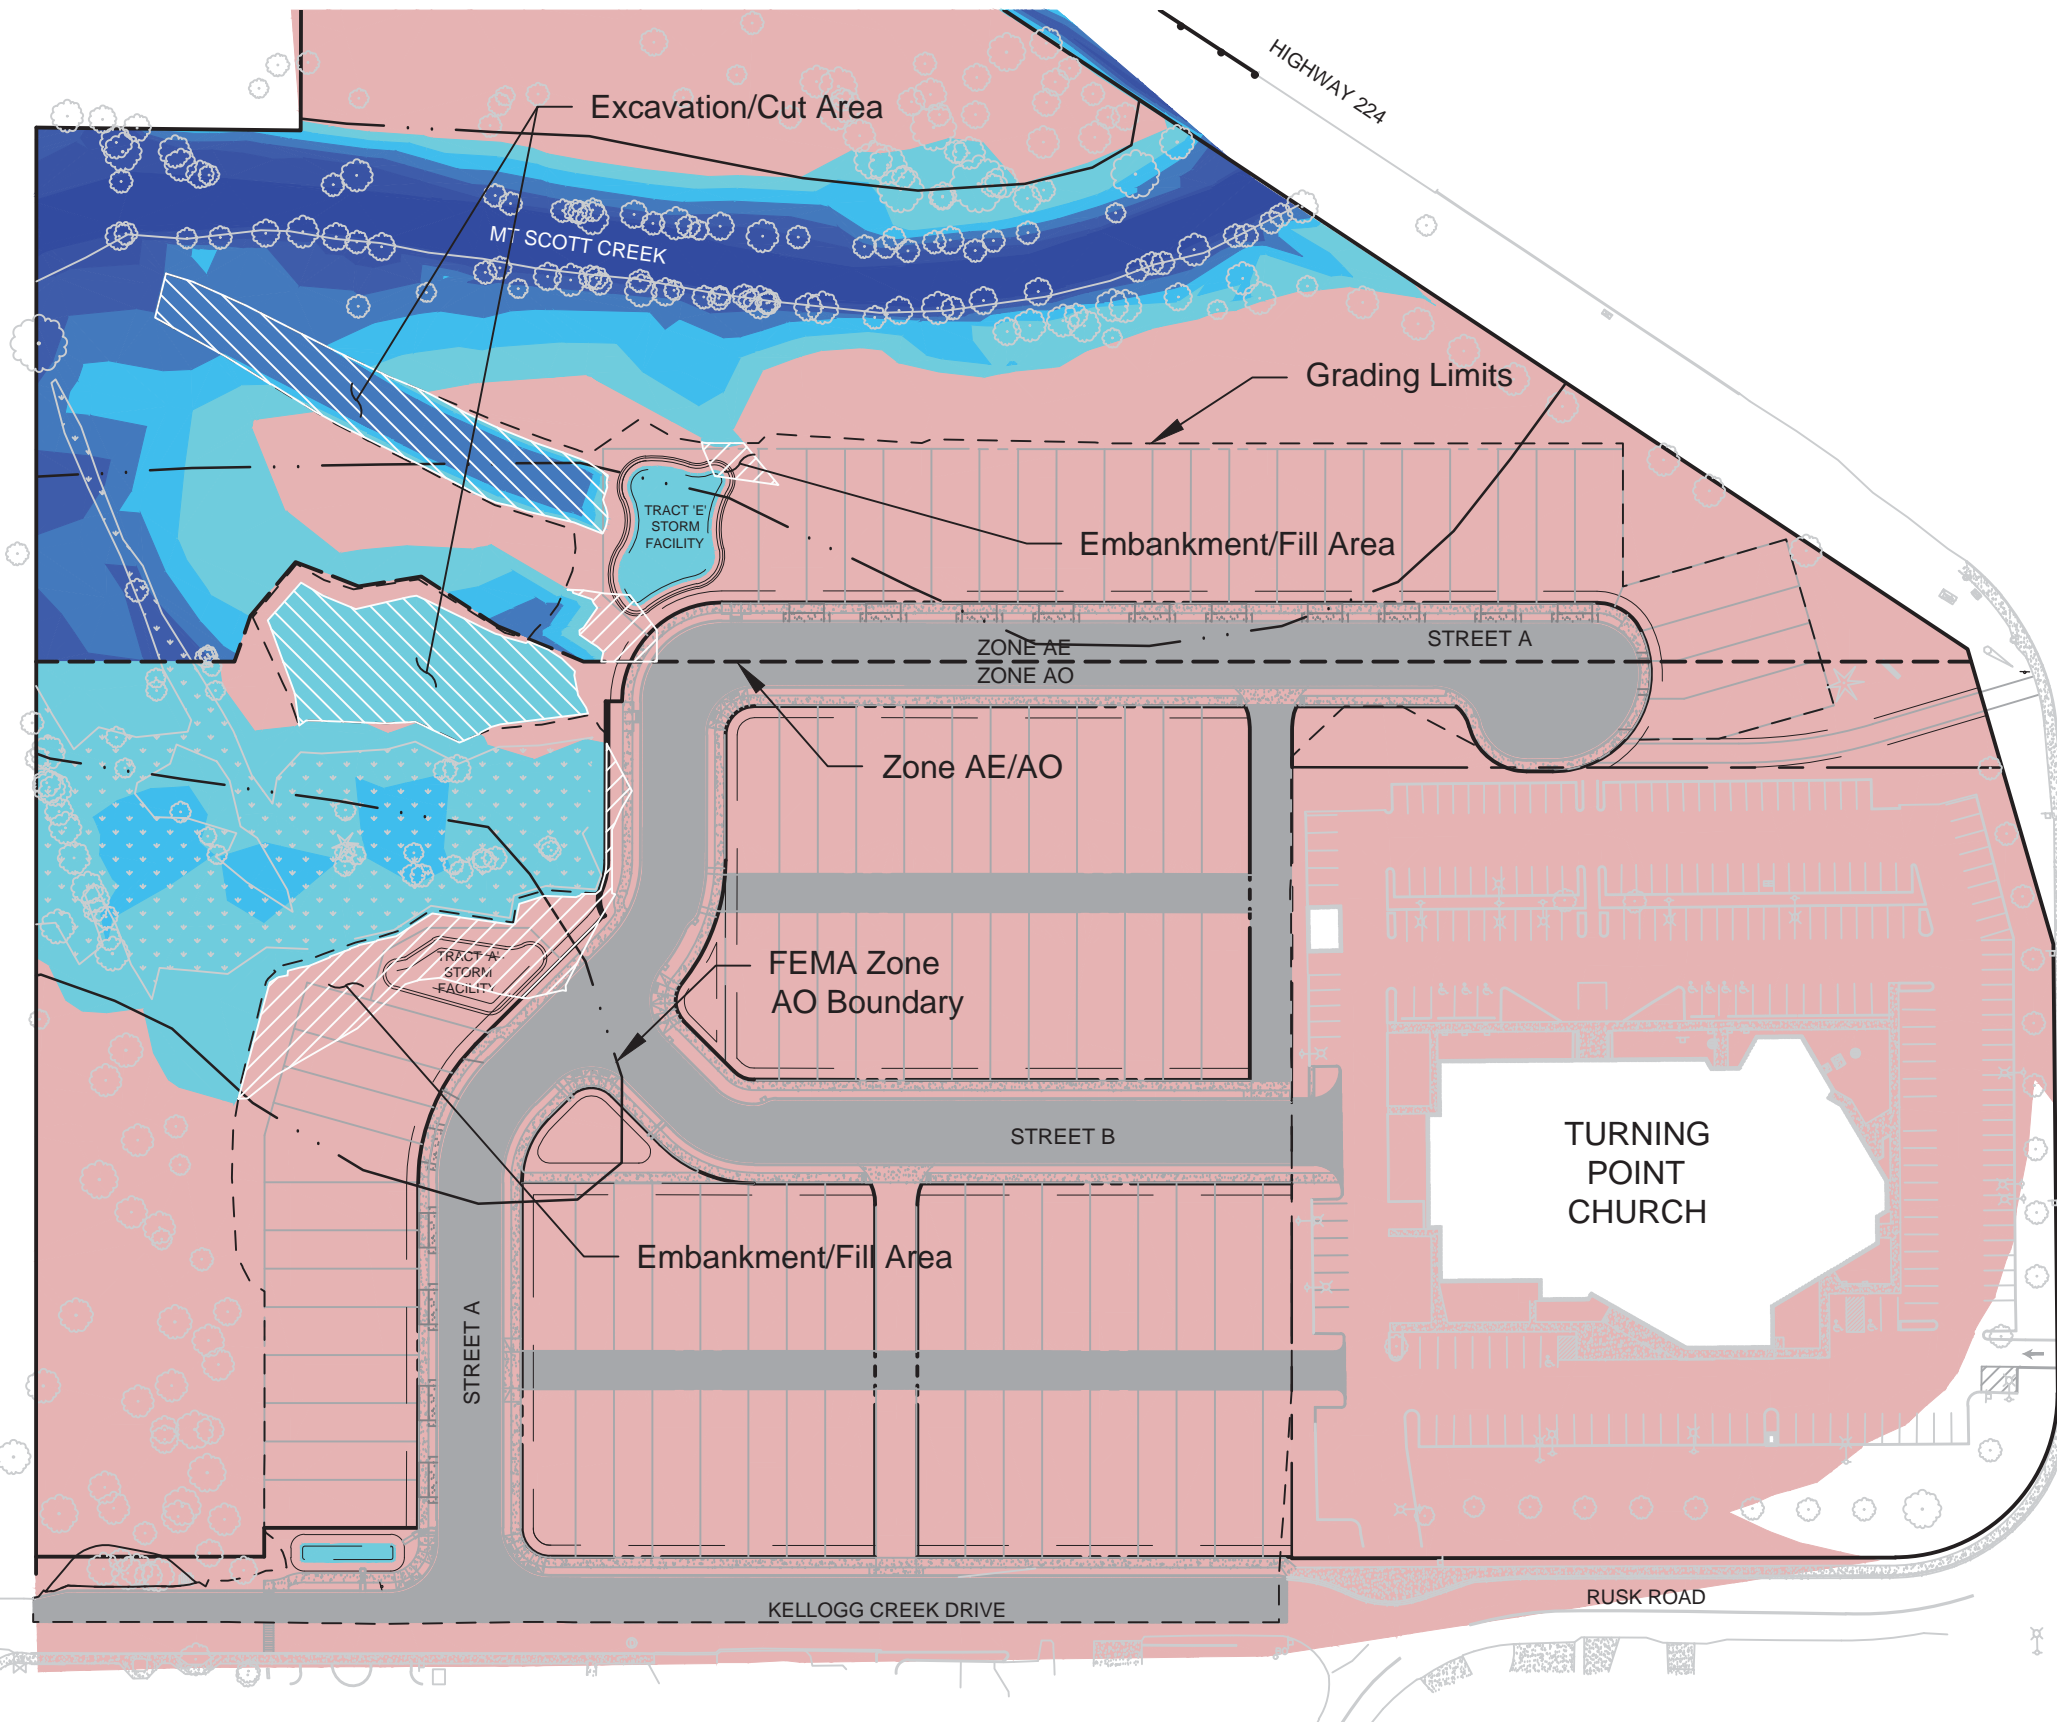 HIGHWAY 224
Excavation/Cut Area
MT SCOTT CREEK
Grading Limits
TRACT 'E'
STORM
FACILITY
Embankment/Fill Area
ZONE AE
ZONE AO
STREET A
Zone AE/AO
FEMA Zone
AO Boundary
TRACT 'A'
STORM
FACILITY
STREET B
TURNING
POINT
CHURCH
Embankment/Fill Area
STREET A
KELLOGG CREEK DRIVE
RUSK ROAD